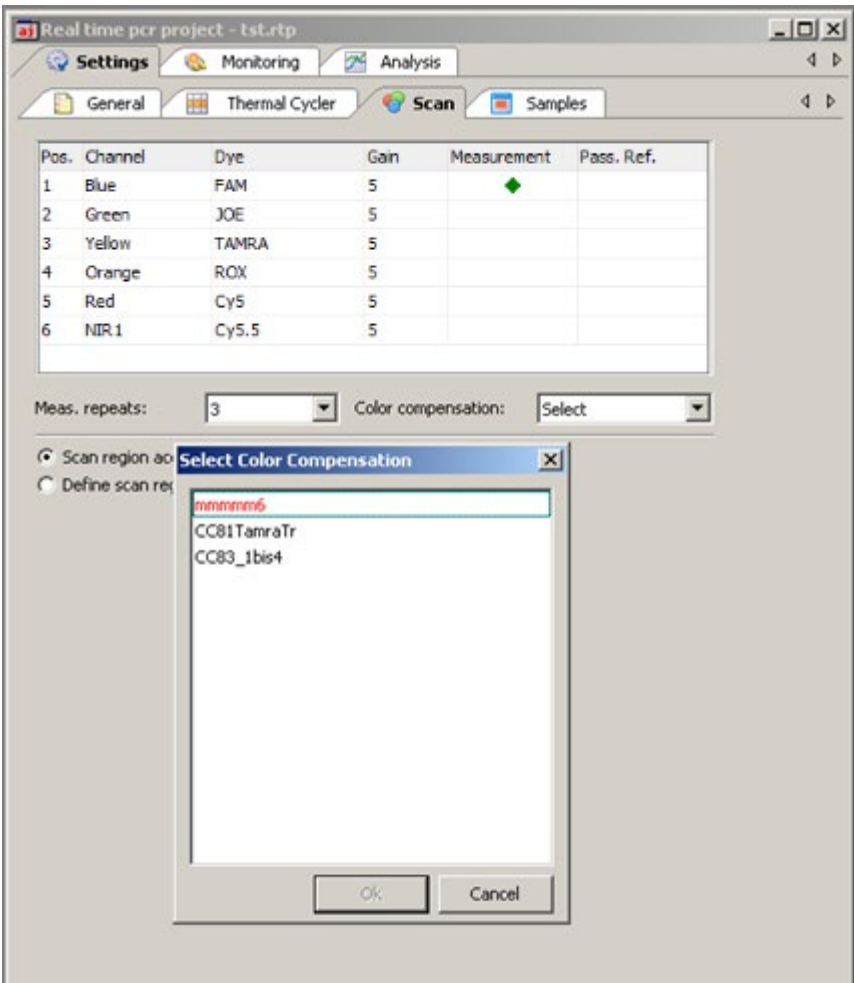 aj Real time pcr project - tst.rtp
Settings Monitoring Analysis
General Thermal Cycler Scan Samples
Pos. Channel Dye Gain Measurement Pass. Ref.
1 Blue FAM 5
2 Green JOE 5
3 Yellow TAMRA 5
4 Orange ROX 5
5 Red Cy5 5
6 NIR1 Cy5.5 5
Meas. repeats: 3 Color compensation: Select
Scan region ac
Define scan reg
Select Color Compensation
mmmmm6
CC81TamraTr
CC83_1bis4
Ok Cancel